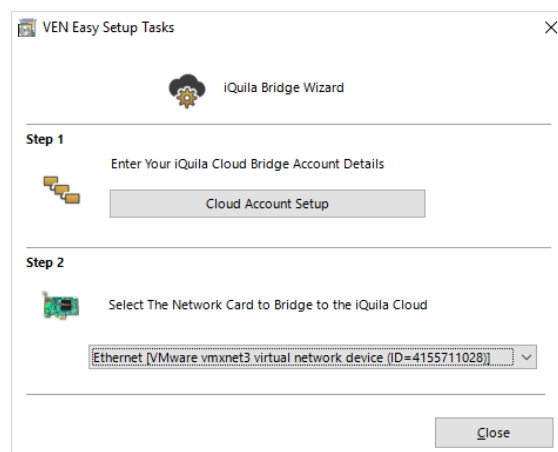 VEN Easy Setup Tasks
iQuila Bridge Wizard
Step 1
Enter Your iQuila Cloud Bridge Account Details
Cloud Account Setup
Step 2
Select The Network Card to Bridge to the iQuila Cloud
Ethernet [VMware vmxnet3 virtual network device (ID=4155711028)]
Close